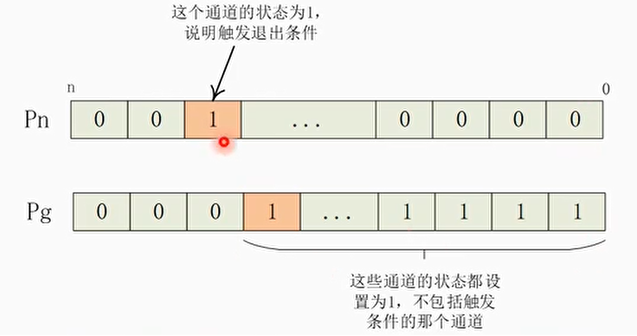 这个通道的状态为1，
说明触发退出条件
n 0
Pn 0 0 1 ... 0 0 0 0
Pg 0 0 0 1 ... 1 1 1 1
这些通道的状态都设
置为1，不包括触发
条件的那个通道